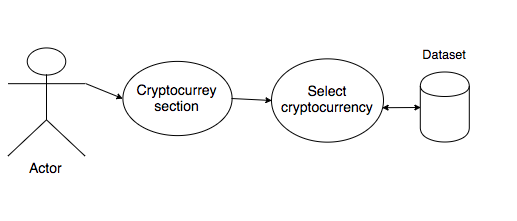 Dataset
Cryptocurrey
section
Select
cryptocurrency
Actor